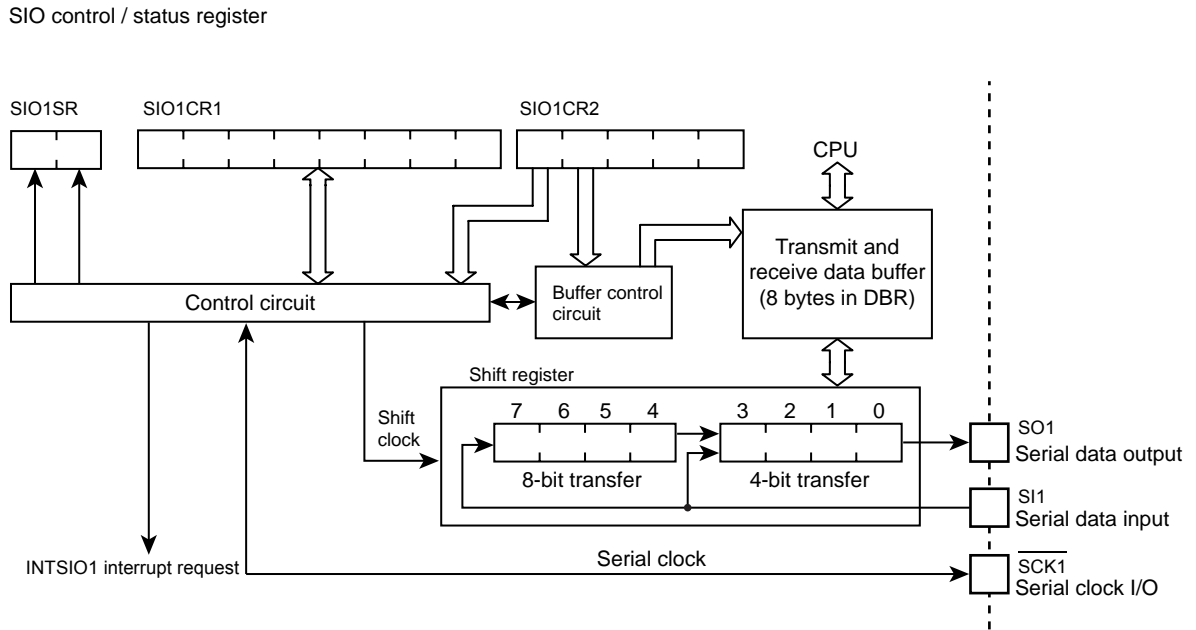 SIO control / status register
SIO1SR
SIO1CR1
SIO1CR2
CPU
Transmit and
receive data buffer
(8 bytes in DBR)
Control circuit
Buffer control
circuit
Shift register
Shift
clock
7 6 5 4
3 2 1 0
8-bit transfer
4-bit transfer
SO1
Serial data output
SI1
Serial data input
INTSIO1 interrupt request
Serial clock
SCK1
Serial clock I/O